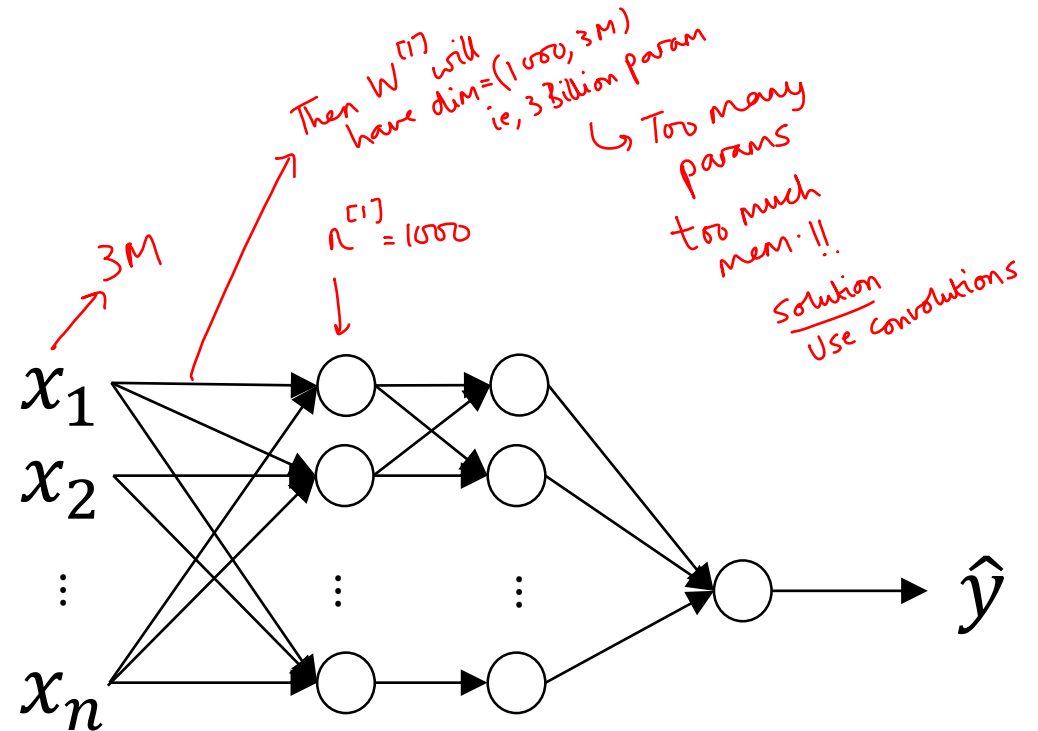 Then W^[1] will
have dim=(1000, 3M)
ie, 3 Billion param
↳ Too many
params
too much
mem.!!
solution
Use convolutions
n^[1] = 1000
3M
x₁
x₂
⋮ ⋮ ⋮
ŷ
xₙ